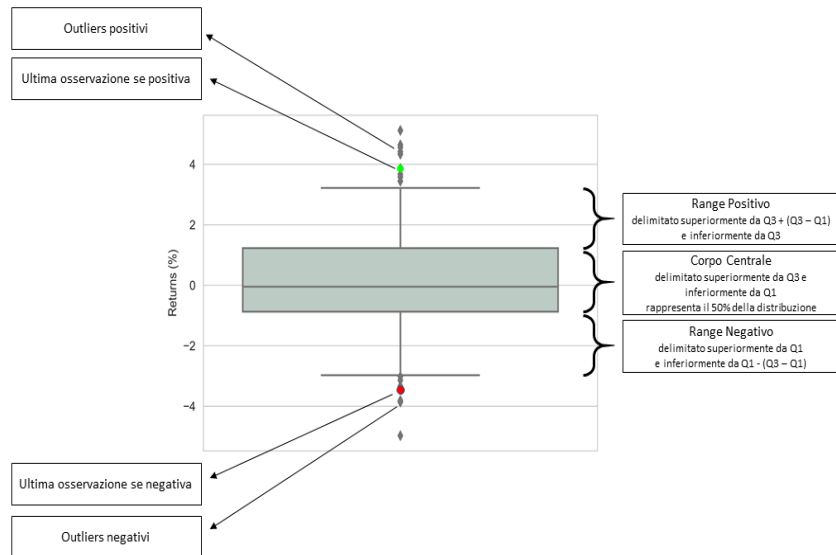 Outliers positivi
Ultima osservazione se positiva
4
2
0
−2
−4
Returns (%)
Range Positivo
delimitato superiormente da Q3 + (Q3 – Q1)
e inferiormente da Q3
Corpo Centrale
delimitato superiormente da Q3 e
inferiormente da Q1
rappresenta il 50% della distribuzione
Range Negativo
delimitato superiormente da Q1
e inferiormente da Q1 - (Q3 – Q1)
Ultima osservazione se negativa
Outliers negativi